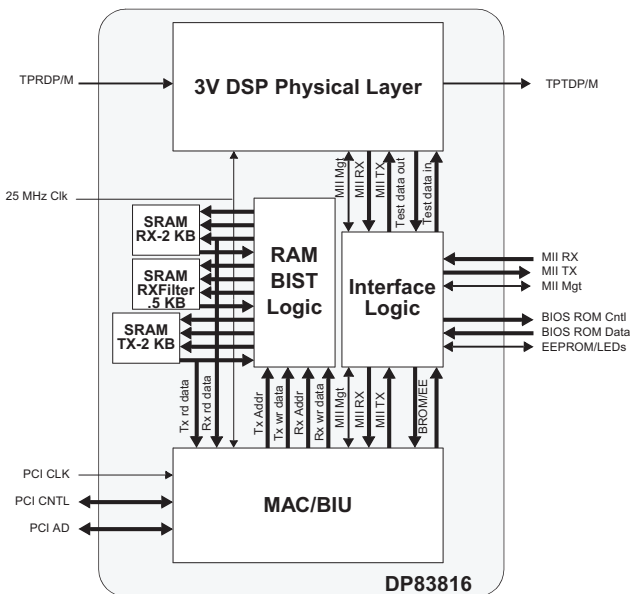 3V DSP Physical Layer
TPRDP/M
TPTDP/M
MII Mgt
MII RX
MII TX
Test data out
Test data in
25 MHz Clk
SRAM
RX-2 KB
SRAM
RXFilter
.5 KB
SRAM
TX-2 KB
RAM
BIST
Logic
Interface
Logic
MII RX
MII TX
MII Mgt
BIOS ROM Cntl
BIOS ROM Data
EEPROM/LEDs
Tx rd data
Rx rd data
Tx Addr
Tx wr data
Rx Addr
Rx wr data
MII Mgt
MII RX
MII TX
BROM/EE
PCI CLK
PCI CNTL
PCI AD
MAC/BIU
DP83816